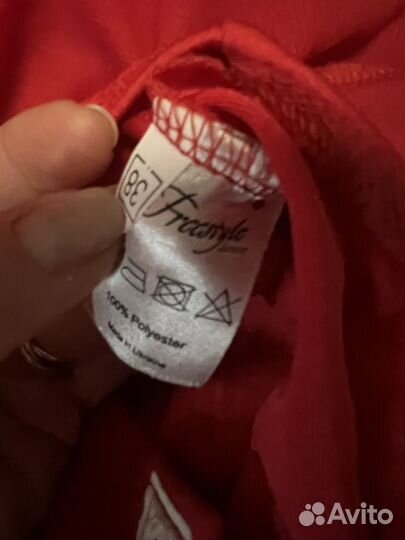 38
Freestyle
100% Polyester
Made in Ukraine
Avito